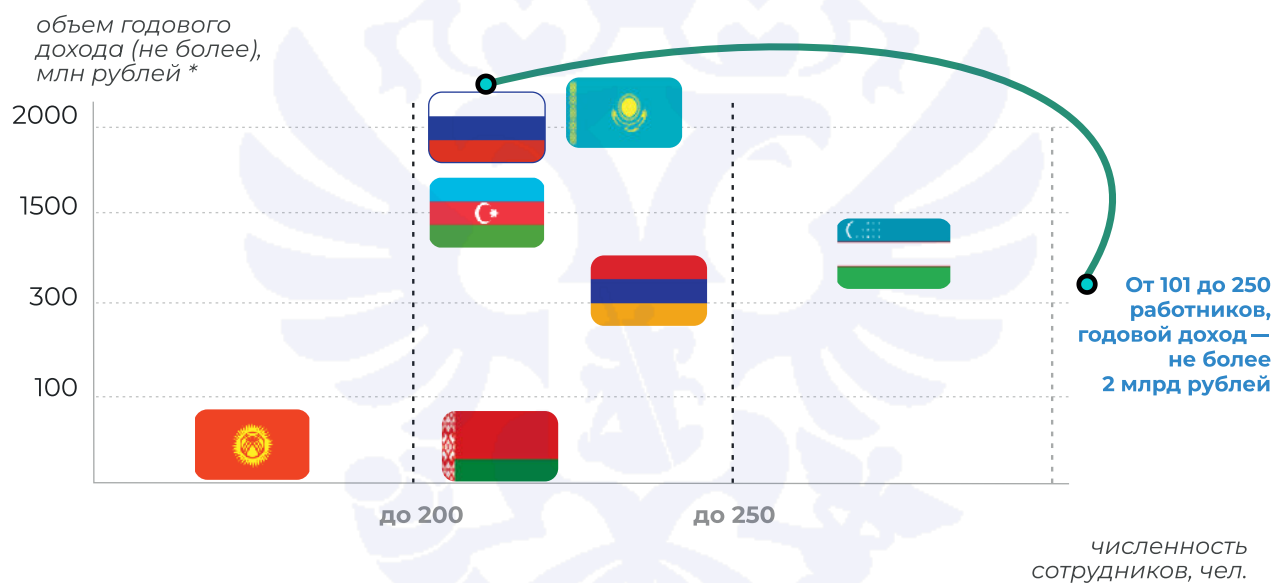 объем годового
дохода (не более),
млн рублей *
2000
1500
300
100
От 101 до 250
работников,
годовой доход —
не более
2 млрд рублей
до 200
до 250
численность
сотрудников, чел.